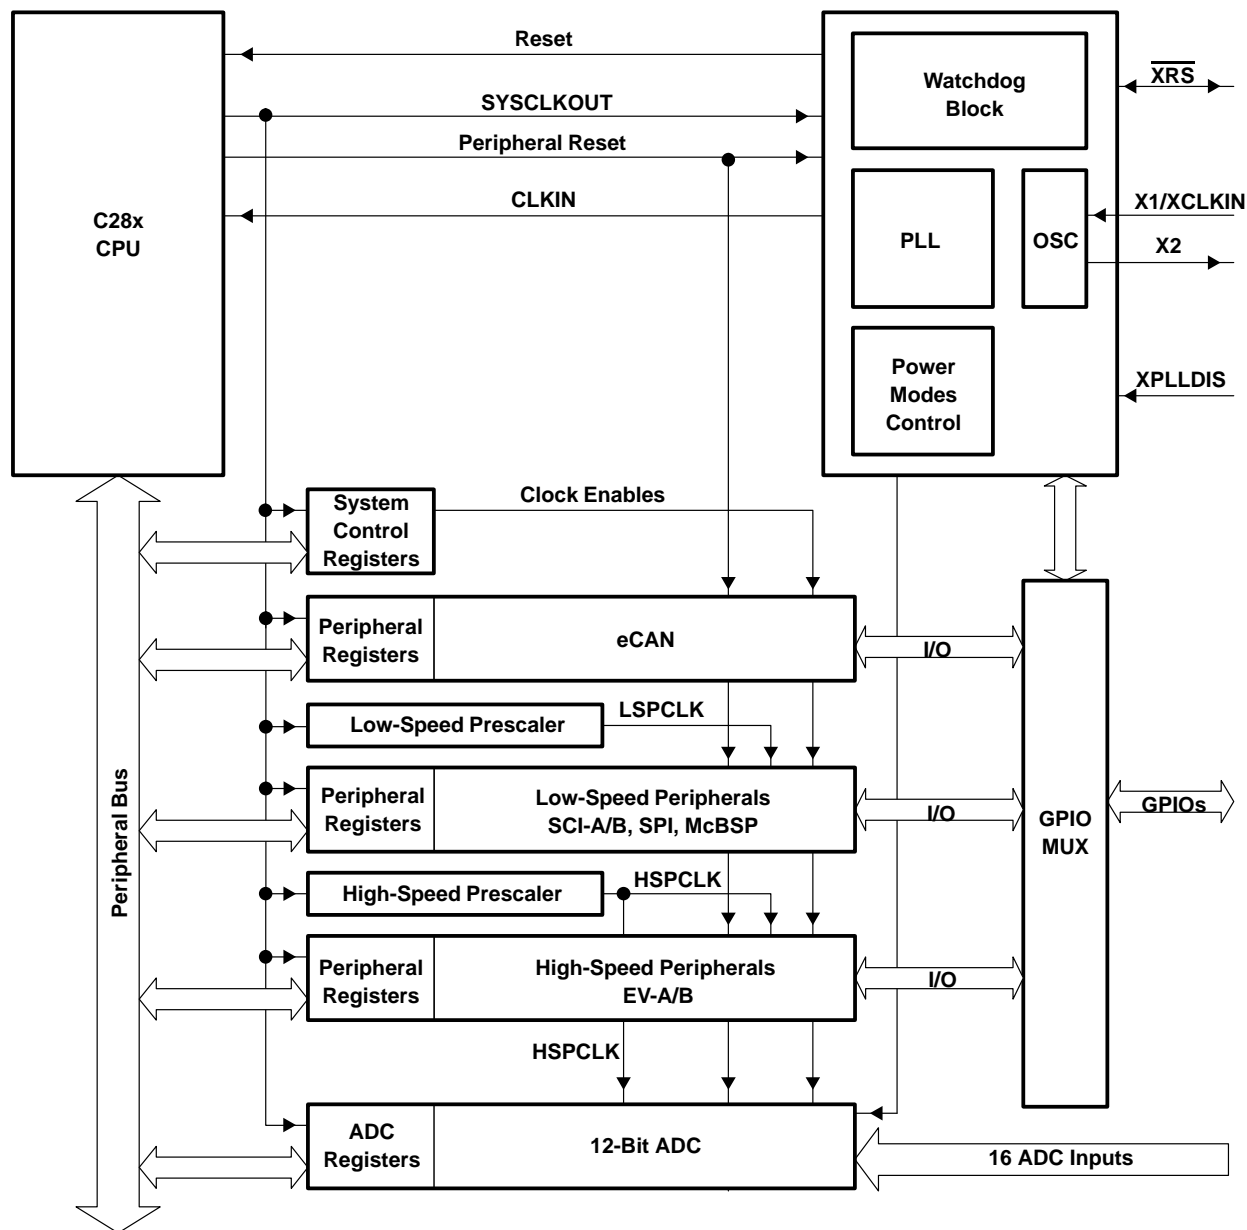 Reset
SYSCLKOUT
Peripheral Reset
CLKIN
C28x
CPU
Watchdog
Block
PLL
OSC
Power
Modes
Control
XRS
X1/XCLKIN
X2
XPLLDIS
System
Control
Registers
Clock Enables
Peripheral
Registers
eCAN
I/O
Low-Speed Prescaler
LSPCLK
Peripheral
Registers
Low-Speed Peripherals
SCI-A/B, SPI, McBSP
I/O
Peripheral Bus
High-Speed Prescaler
HSPCLK
Peripheral
Registers
High-Speed Peripherals
EV-A/B
I/O
GPIO
MUX
GPIOs
HSPCLK
ADC
Registers
12-Bit ADC
16 ADC Inputs